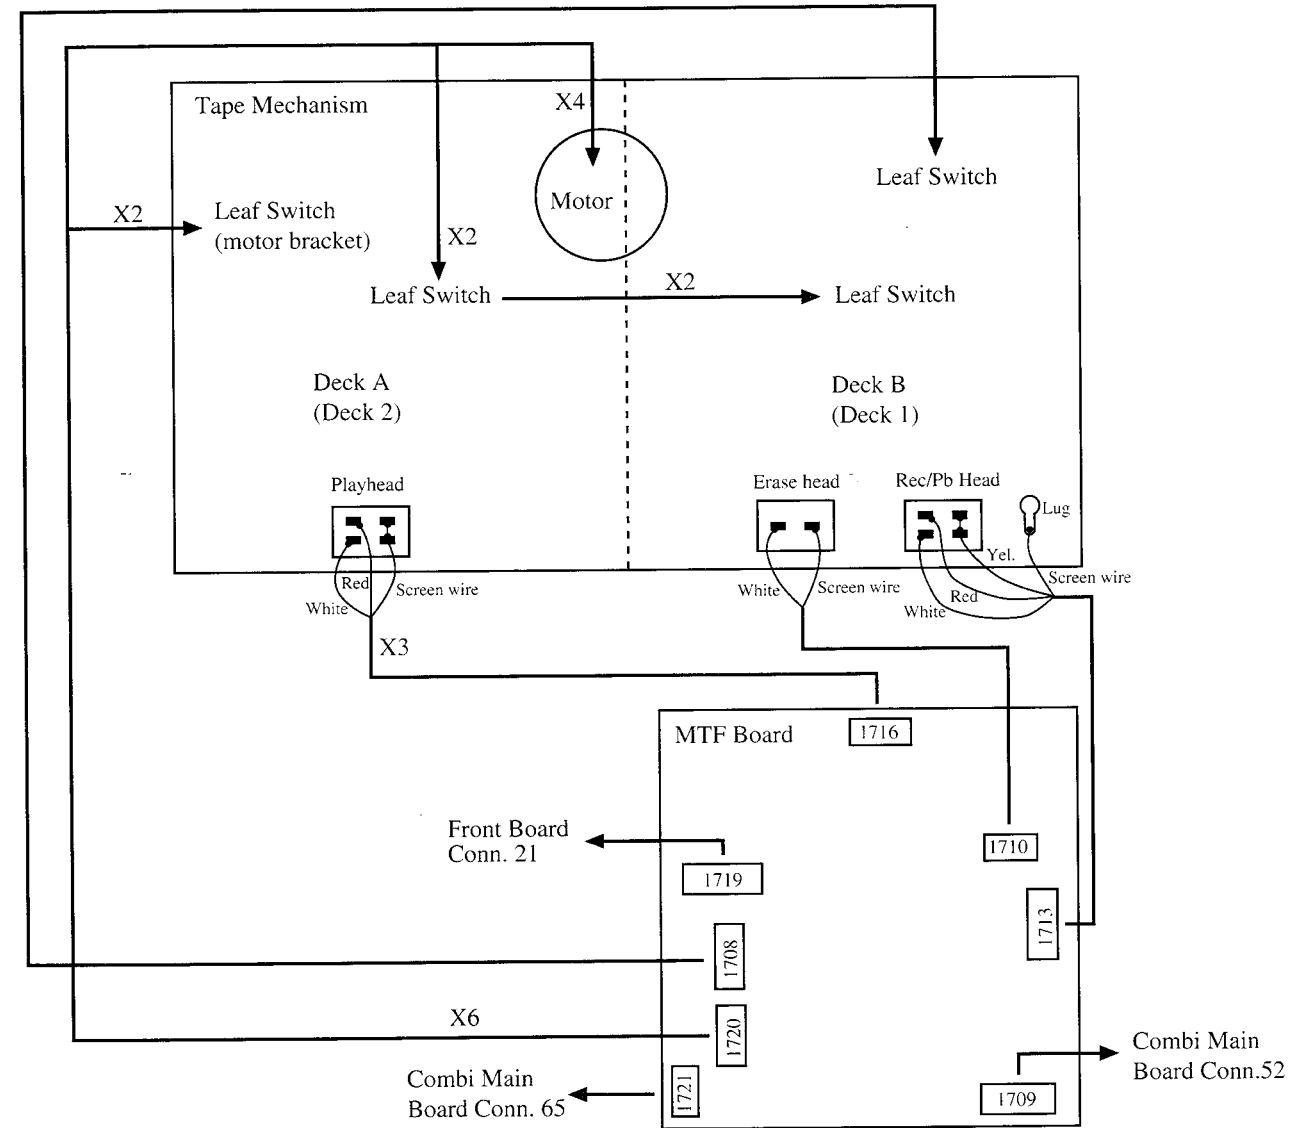 Tape Mechanism
X4
Motor
Leaf Switch
X2
Leaf Switch
(motor bracket)
X2
Leaf Switch
X2
Leaf Switch
Deck A
(Deck 2)
Deck B
(Deck 1)
Playhead
Erase head
Rec/Pb Head
Lug
Red
White
Screen wire
White
Screen wire
Yel.
Red
White
Screen wire
X3
MTF Board
1716
Front Board
Conn. 21
1719
1710
1713
1708
X6
1720
1721
Combi Main
Board Conn. 65
1709
Combi Main
Board Conn.52